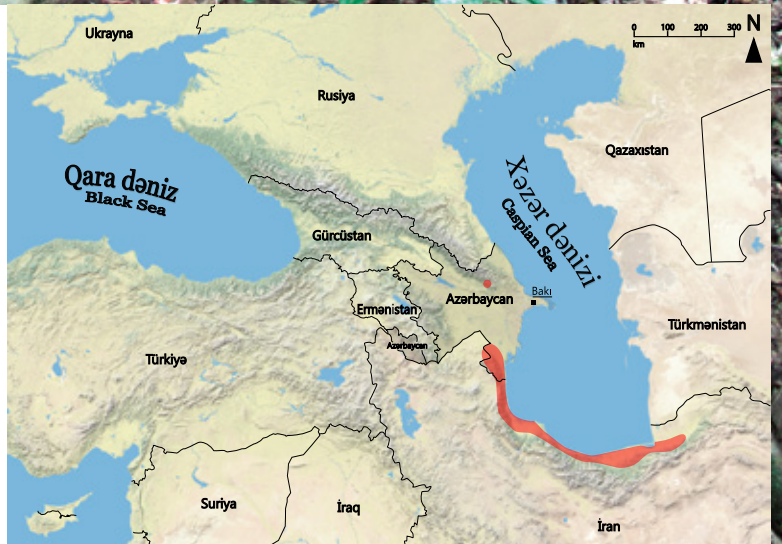 Ukrayna
0 100 200 300
km
N
Rusiya
Qazaxıstan
Qara dəniz
Black Sea
Xəzər dənizi
Caspian Sea
Gürcüstan
Azərbaycan
Bakı
Ermənistan
Türkmənistan
Azərbaycan
Türkiyə
Suriya
İraq
İran